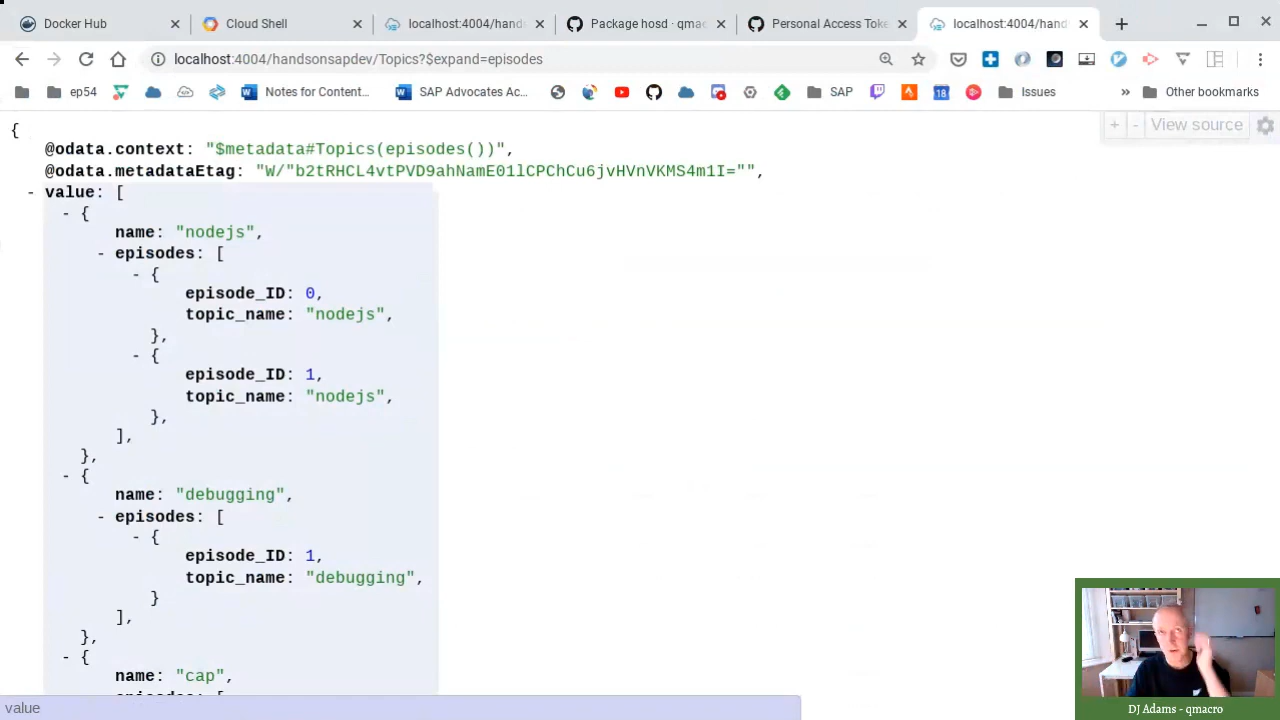 Docker Hub
Cloud Shell
localhost:4004/hands
Package hosd · qmac
Personal Access Toke
localhost:4004/hand
localhost:4004/handsonsapdev/Topics?$expand=episodes
ep54
Notes for Content...
SAP Advocates Ac...
SAP
18
Issues
»
Other bookmarks
+ - View source
{
@odata.context: "$metadata#Topics(episodes())",
@odata.metadataEtag: "W/"b2tRHCL4vtPVD9ahNamE01lCPChCu6jvHVnVKMS4m1I="",
- value: [
- {
name: "nodejs",
- episodes: [
- {
episode_ID: 0,
topic_name: "nodejs",
},
- {
episode_ID: 1,
topic_name: "nodejs",
},
],
},
- {
name: "debugging",
- episodes: [
- {
episode_ID: 1,
topic_name: "debugging",
}
],
},
- {
name: "cap",
value
DJ Adams - qmacro